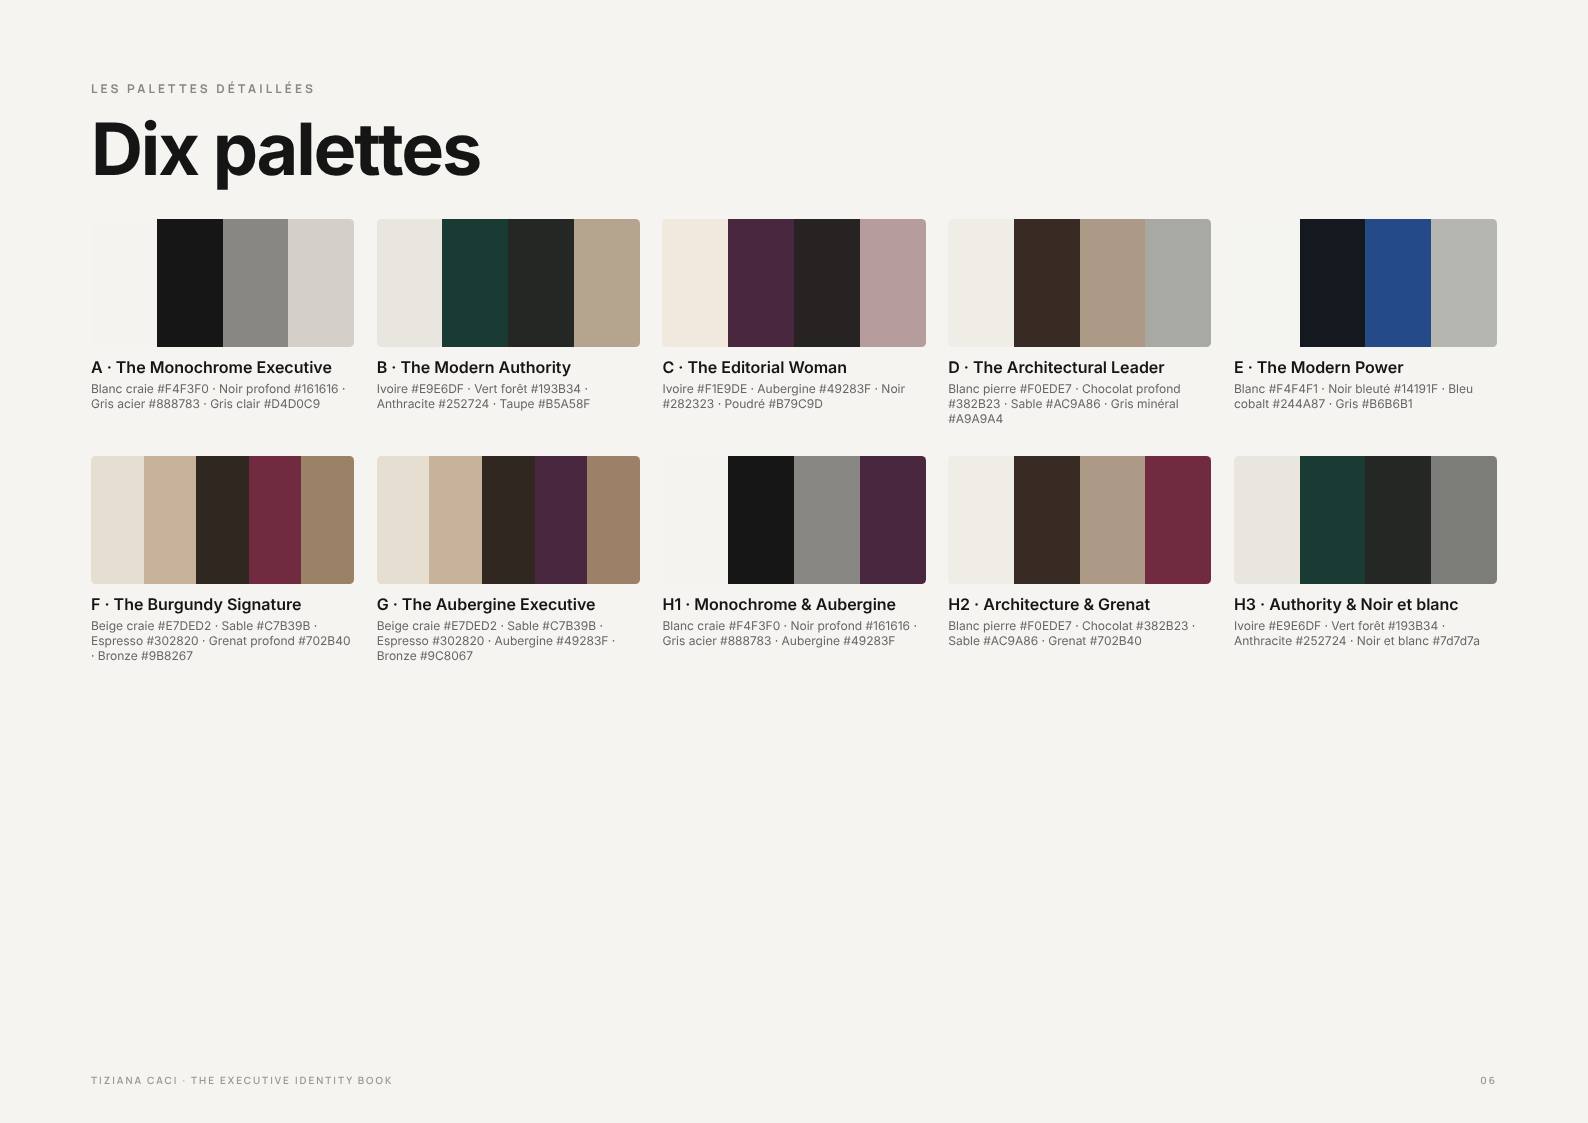 LES PALETTES DÉTAILLÉES
Dix palettes
A · The Monochrome Executive
Blanc craie #F4F3F0 · Noir profond #161616 ·
Gris acier #888783 · Gris clair #D4D0C9
B · The Modern Authority
Ivoire #E9E6DF · Vert forêt #193B34 ·
Anthracite #252724 · Taupe #B5A58F
C · The Editorial Woman
Ivoire #F1E9DE · Aubergine #49283F · Noir
#282323 · Poudré #B79C9D
D · The Architectural Leader
Blanc pierre #F0EDE7 · Chocolat profond
#382B23 · Sable #AC9A86 · Gris minéral
#A9A9A4
E · The Modern Power
Blanc #F4F4F1 · Noir bleuté #14191F · Bleu
cobalt #244A87 · Gris #B6B6B1
F · The Burgundy Signature
Beige craie #E7DED2 · Sable #C7B39B ·
Espresso #302820 · Grenat profond #702B40
· Bronze #9B8267
G · The Aubergine Executive
Beige craie #E7DED2 · Sable #C7B39B ·
Espresso #302820 · Aubergine #49283F ·
Bronze #9C8067
H1 · Monochrome & Aubergine
Blanc craie #F4F3F0 · Noir profond #161616 ·
Gris acier #888783 · Aubergine #49283F
H2 · Architecture & Grenat
Blanc pierre #F0EDE7 · Chocolat #382B23 ·
Sable #AC9A86 · Grenat #702B40
H3 · Authority & Noir et blanc
Ivoire #E9E6DF · Vert forêt #193B34 ·
Anthracite #252724 · Noir et blanc #7d7d7a
TIZIANA CACI · THE EXECUTIVE IDENTITY BOOK
06